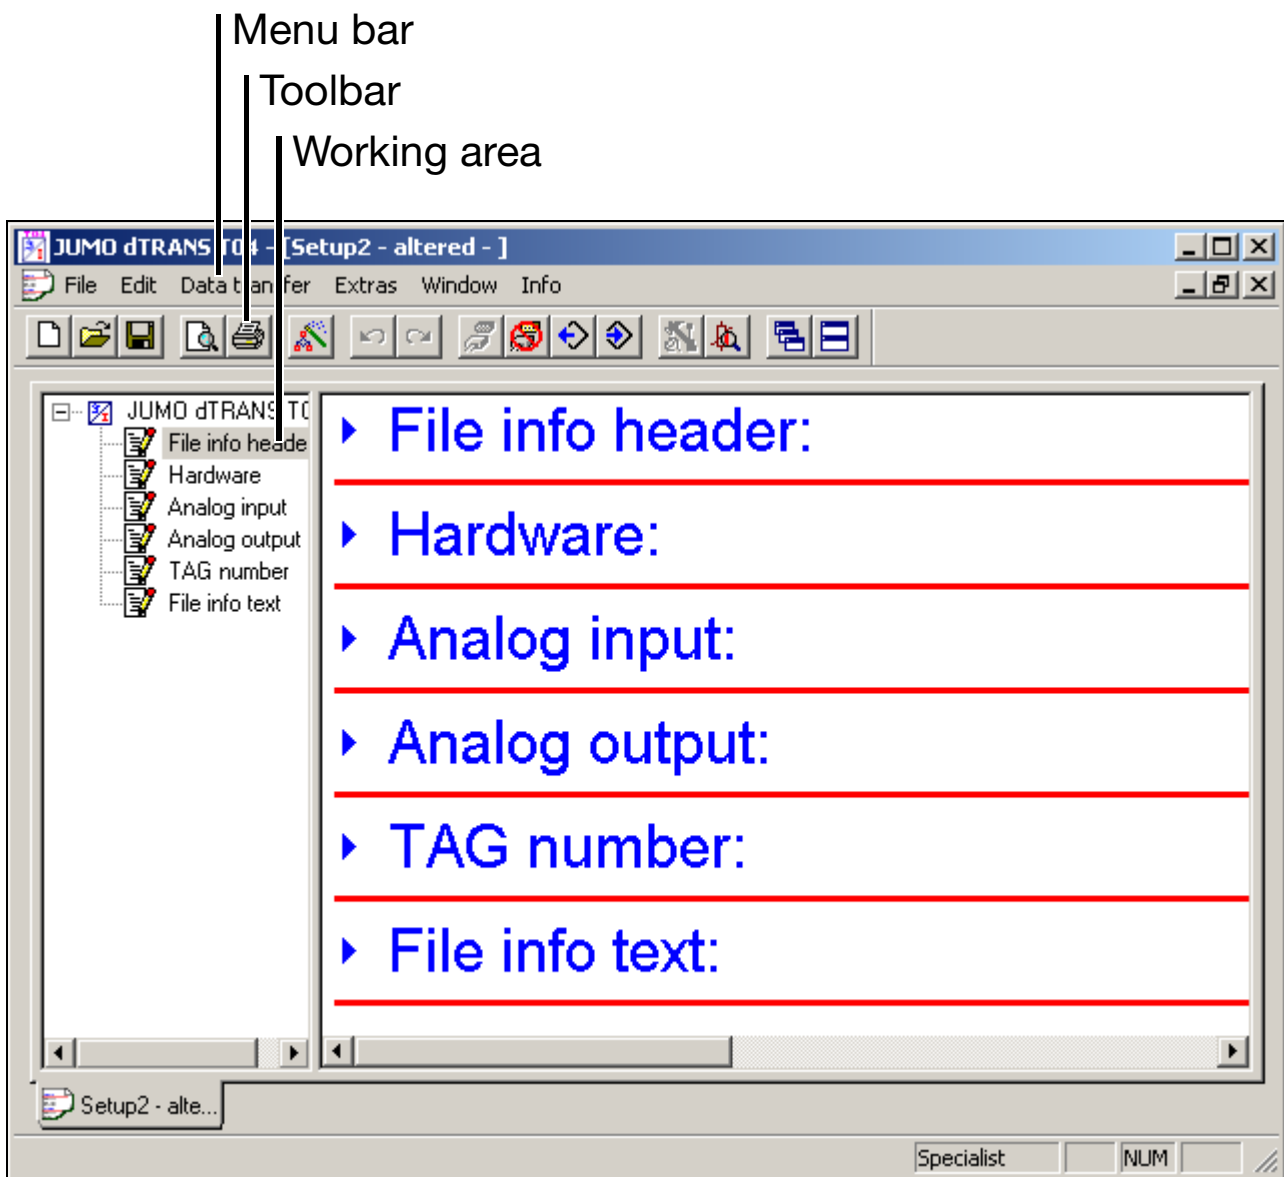 Menu bar
Toolbar
Working area
JUMO dTRANS T04 - [Setup2 - altered - ]
File Edit Data transfer Extras Window Info
JUMO dTRANS T0
File info heade
Hardware
Analog input
Analog output
TAG number
File info text
File info header:
Hardware:
Analog input:
Analog output:
TAG number:
File info text:
Setup2 - alte...
Specialist NUM